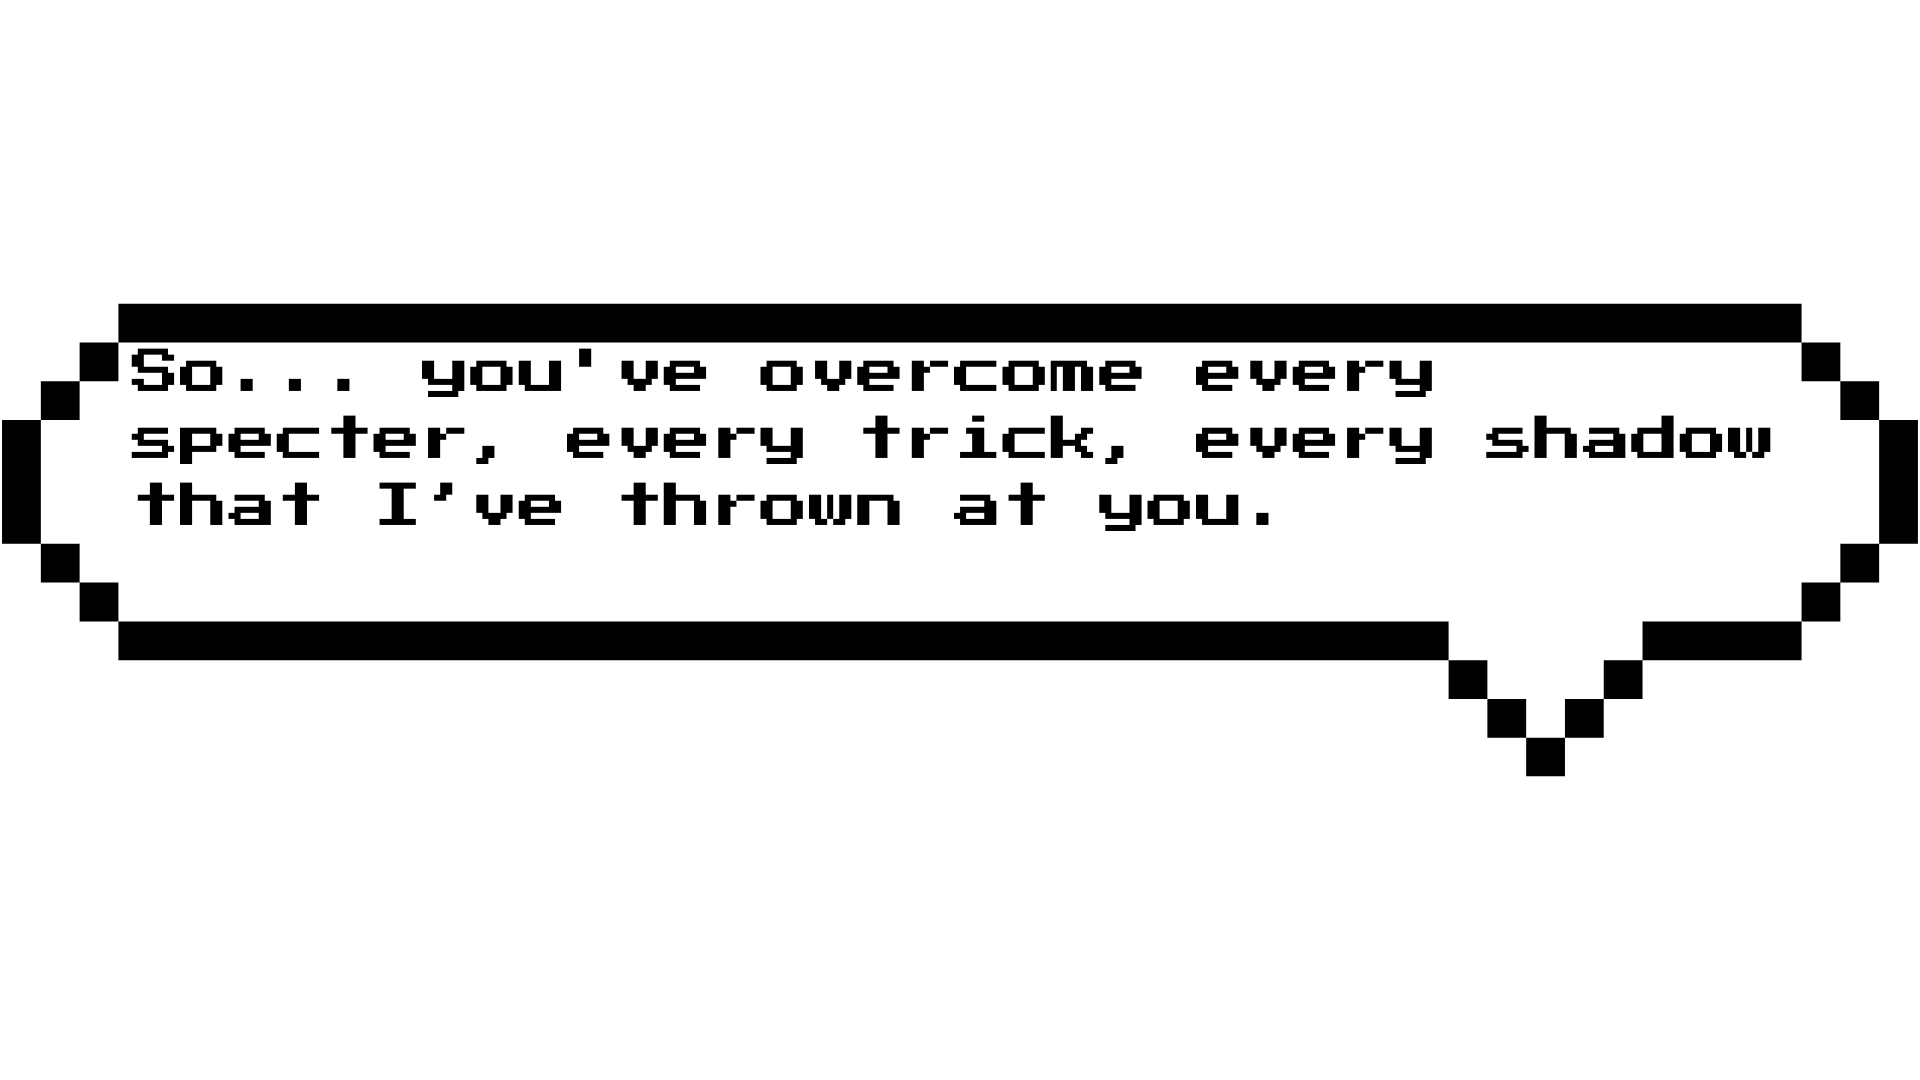 So... you've overcome every
specter, every trick, every shadow
that I’ve thrown at you.